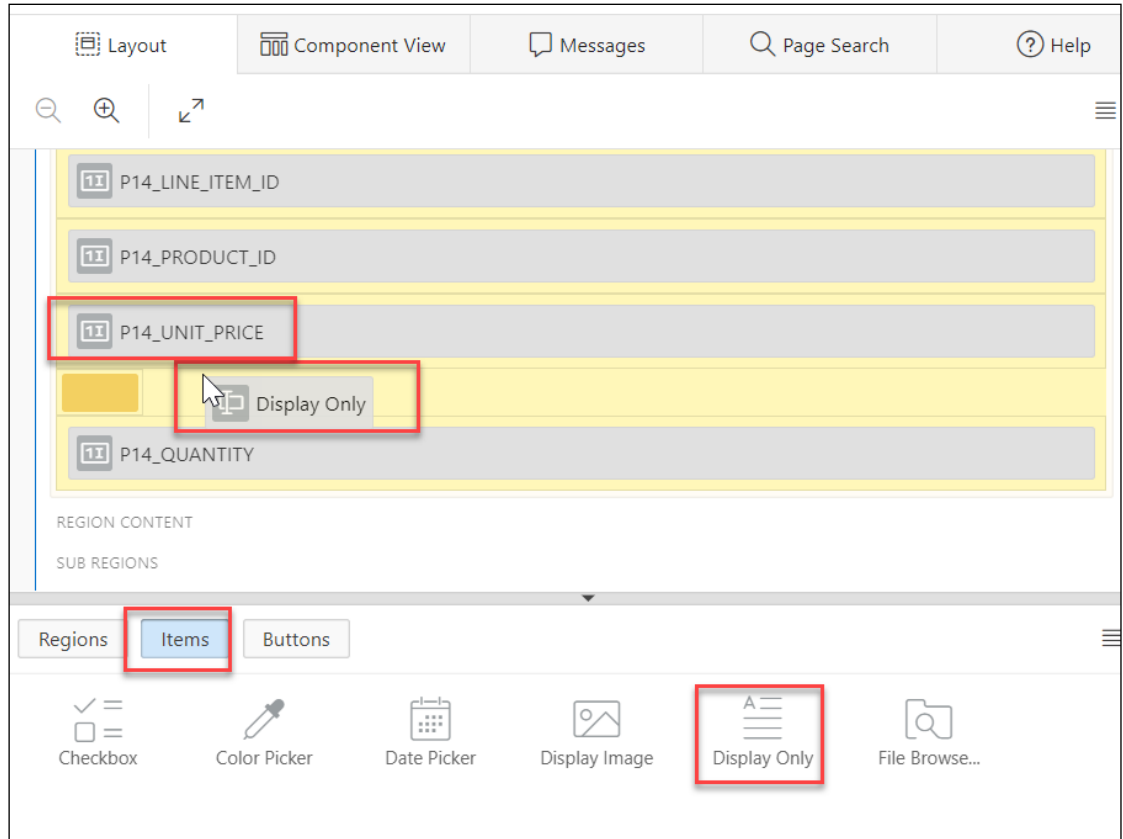 Layout
Component View
Messages
Page Search
Help
P14_LINE_ITEM_ID
P14_PRODUCT_ID
P14_UNIT_PRICE
Display Only
P14_QUANTITY
REGION CONTENT
SUB REGIONS
Regions
Items
Buttons
Checkbox
Color Picker
Date Picker
Display Image
Display Only
File Browse...